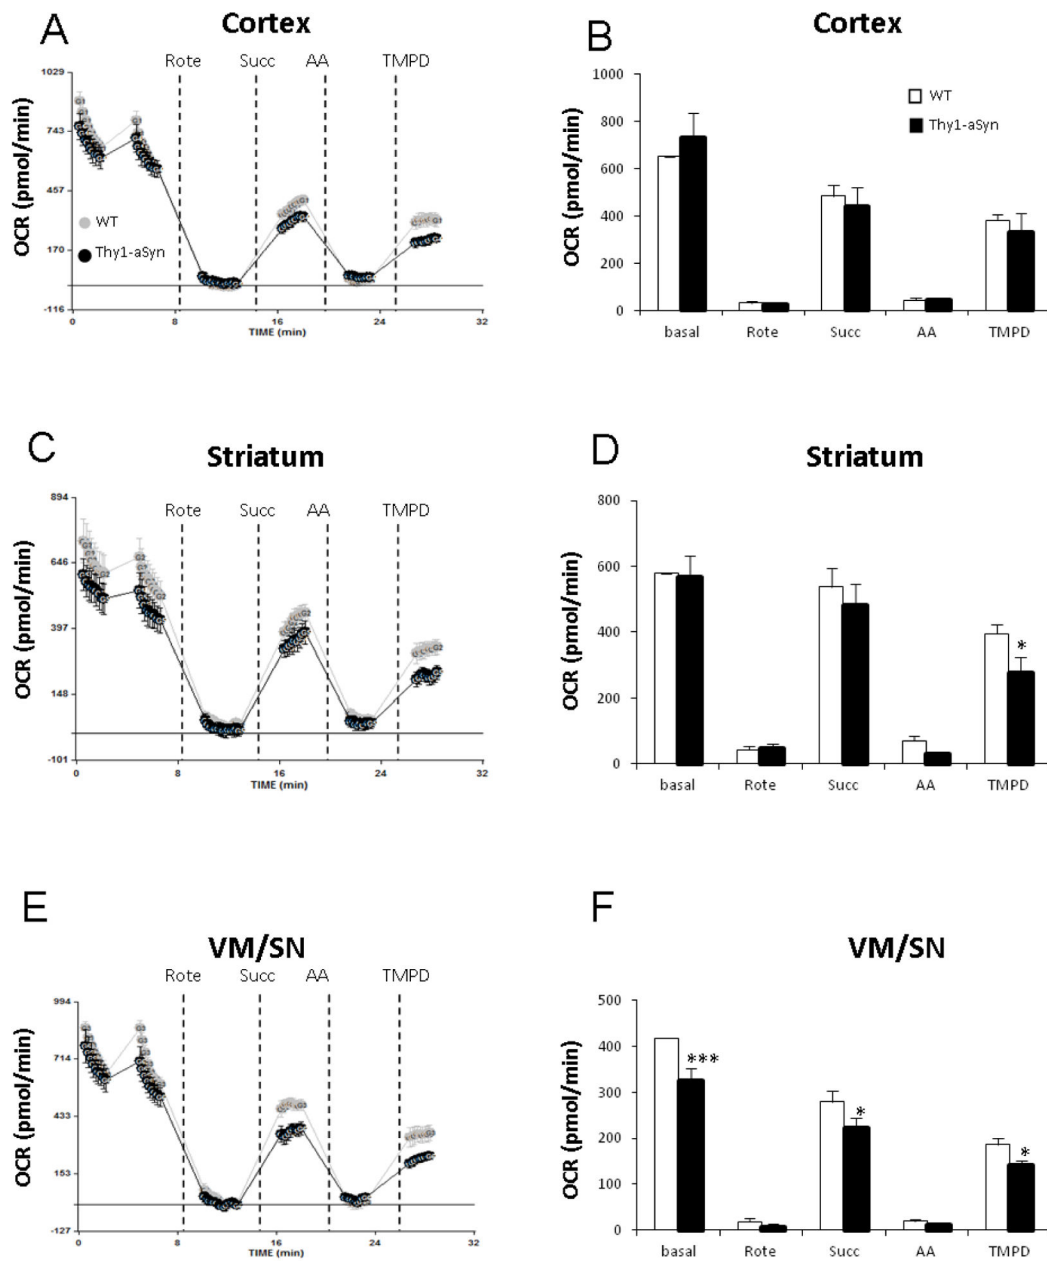 A
Cortex
Rote Succ AA TMPD
OCR (pmol/min)
1029
743
457
170
-116
WT
Thy1-aSyn
0 8 16 24 32
TIME (min)
B
Cortex
OCR (pmol/min)
1000
800
600
400
200
0
WT
Thy1-aSyn
basal Rote Succ AA TMPD
C
Striatum
Rote Succ AA TMPD
OCR (pmol/min)
894
646
397
148
-101
0 8 16 24 32
TIME (min)
D
Striatum
OCR (pmol/min)
800
600
400
200
0
*
basal Rote Succ AA TMPD
E
VM/SN
Rote Succ AA TMPD
OCR (pmol/min)
994
714
433
153
-127
0 8 16 24 32
TIME (min)
F
VM/SN
OCR (pmol/min)
500
400
300
200
100
0
***
*
*
basal Rote Succ AA TMPD